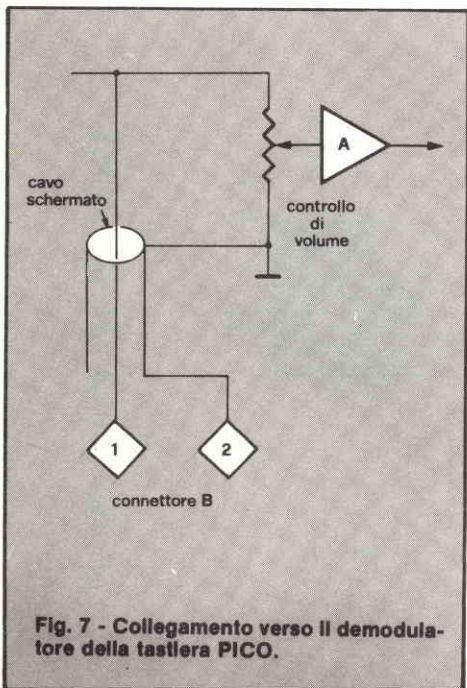 cavo
schermato
A
controllo
di
volume
1
2
connettore B
Fig. 7 - Collegamento verso il demodula-
tore della tastiera PICO.